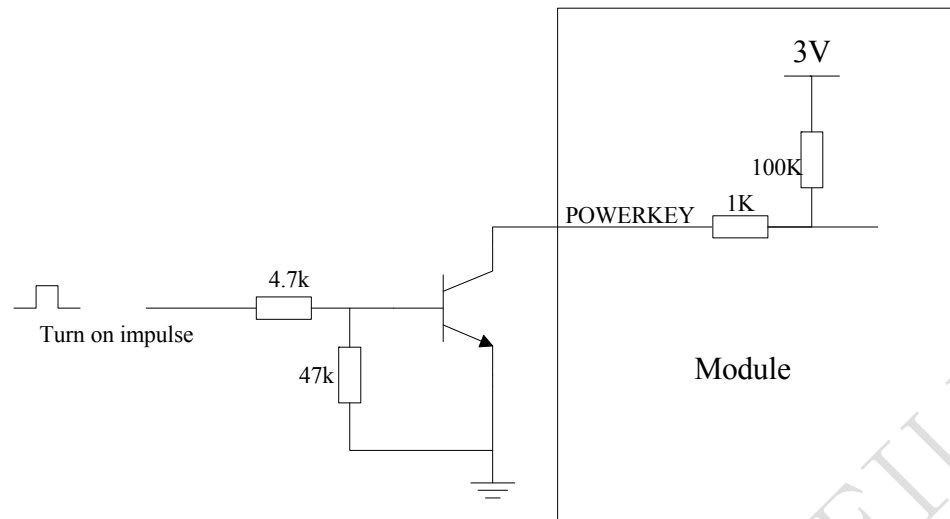 3V
100K
POWERKEY
1K
4.7k
Turn on impulse
47k
Module